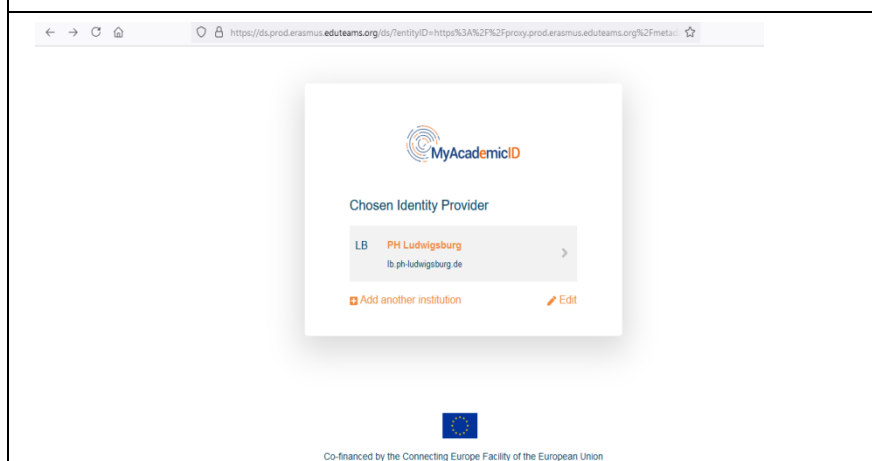 https://ds.prod.erasmus.eduteams.org/ds/?entityID=https%3A%2F%2Fproxy.prod.erasmus.eduteams.org%2Fmetad
MyAcademicID
Chosen Identity Provider
LB PH Ludwigsburg
lb.ph-ludwigsburg.de
Add another institution Edit
Co-financed by the Connecting Europe Facility of the European Union